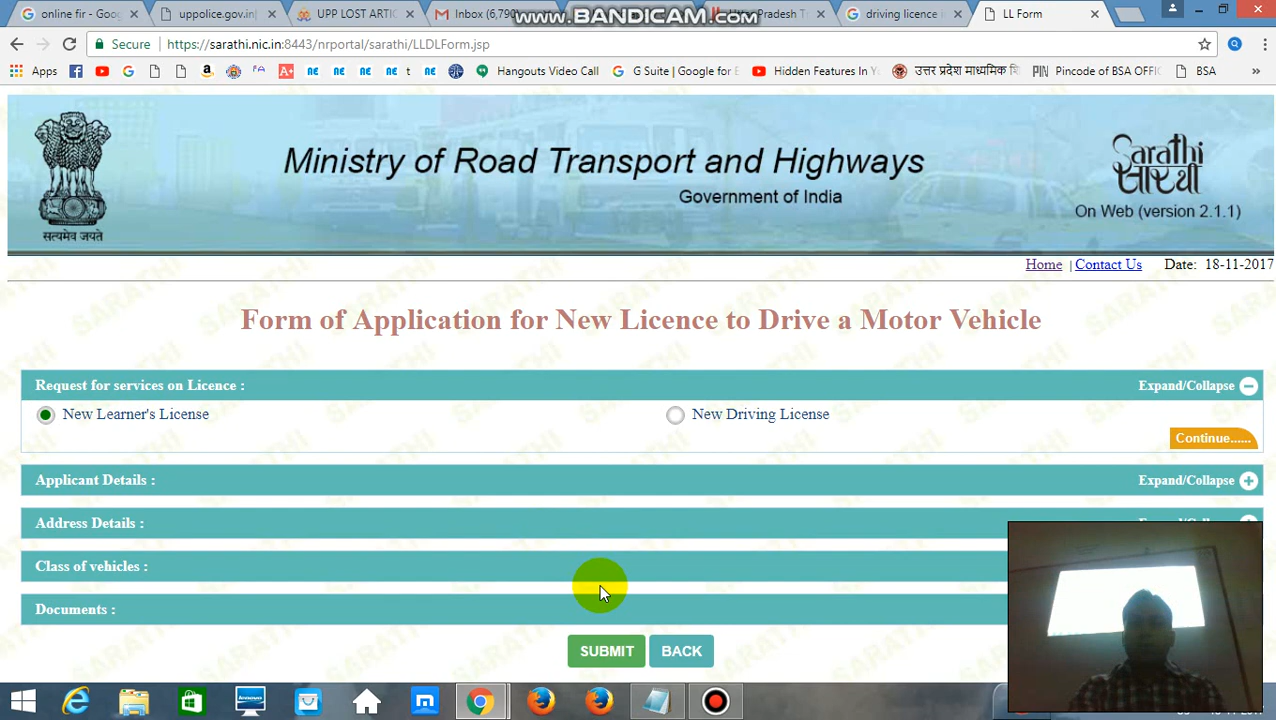 online fir - Goog
uppolice.gov.in|
UPP LOST ARTIC
Inbox (6,790)
Pradesh T
driving licence i
LL Form
www.BANDICAM.com
Secure
https://sarathi.nic.in:8443/nrportal/sarathi/LLDLForm.jsp
Apps
t
Hangouts Video Call
G Suite | Google for E
Hidden Features In Y
उत्तर प्रदेश माध्यमिक शि
PIN Pincode of BSA OFFIC
BSA
»
Ministry of Road Transport and Highways
Government of India
सत्यमेव जयते
Sarathi
सारथी
On Web (version 2.1.1)
Home | Contact Us Date: 18-11-2017
Form of Application for New Licence to Drive a Motor Vehicle
Request for services on Licence : Expand/Collapse
New Learner's License
New Driving License
Continue......
Applicant Details : Expand/Collapse
Address Details :
Class of vehicles :
Documents :
SUBMIT
BACK